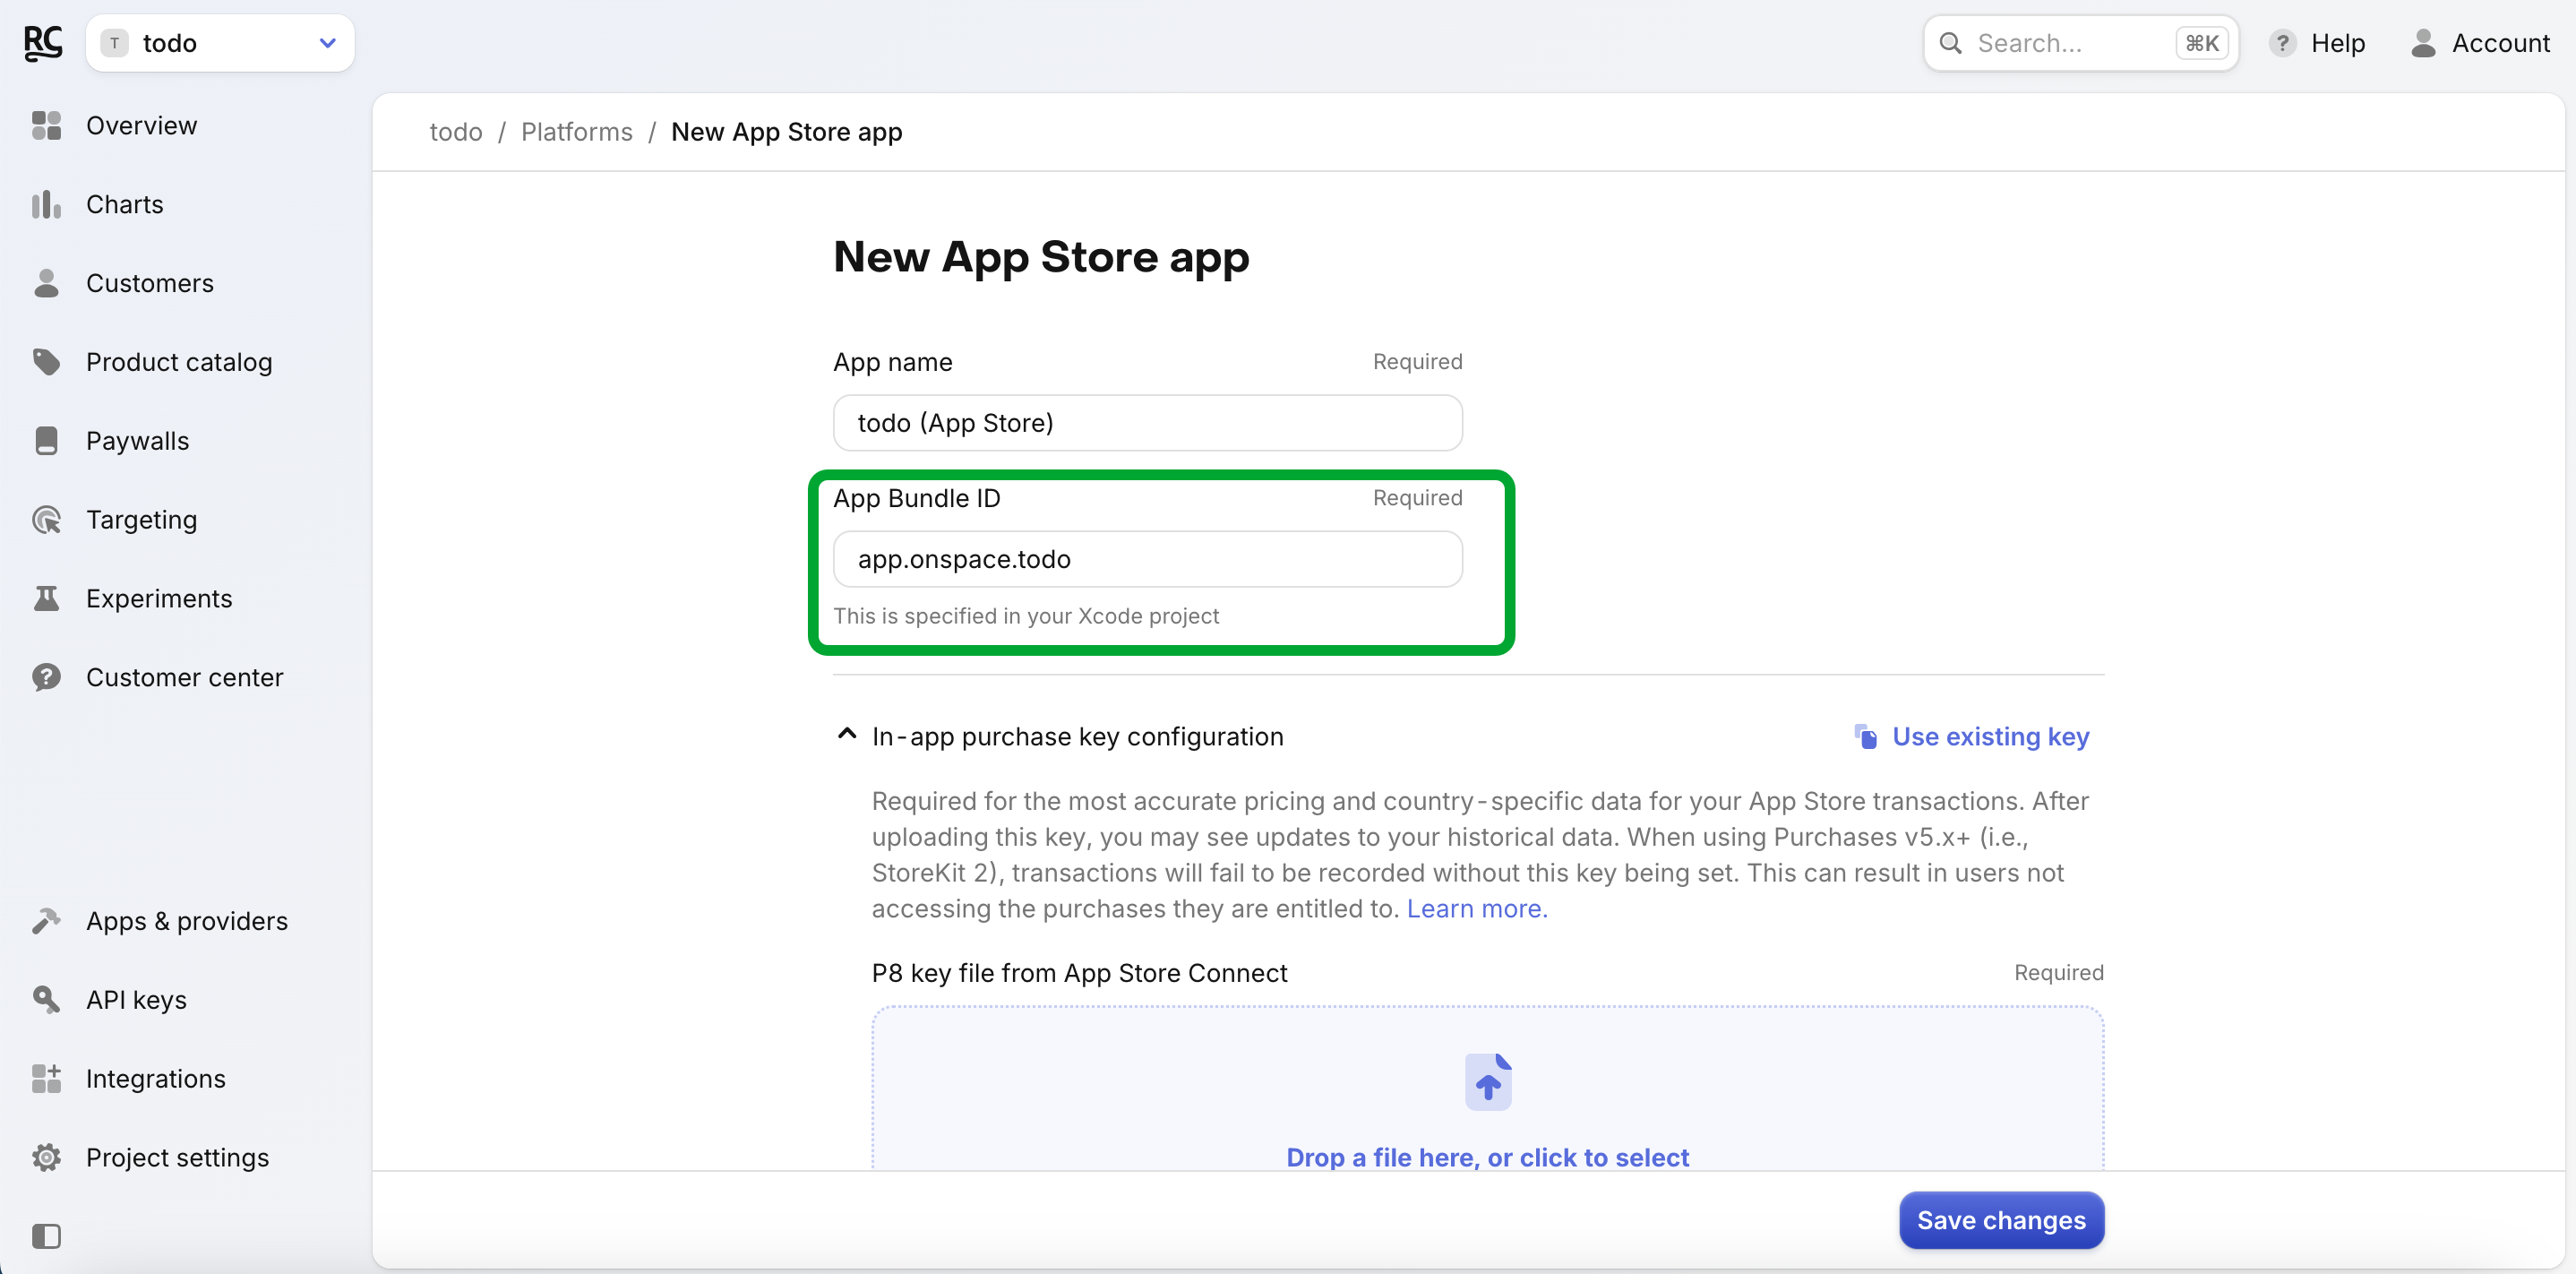 RC
T todo
Search...
⌘K
? Help
Account
Overview
Charts
Customers
Product catalog
Paywalls
Targeting
Experiments
Customer center
Apps & providers
API keys
Integrations
Project settings
todo / Platforms / New App Store app
New App Store app
App name Required
todo (App Store)
App Bundle ID Required
app.onspace.todo
This is specified in your Xcode project
In-app purchase key configuration
Use existing key
Required for the most accurate pricing and country-specific data for your App Store transactions. After
uploading this key, you may see updates to your historical data. When using Purchases v5.x+ (i.e.,
StoreKit 2), transactions will fail to be recorded without this key being set. This can result in users not
accessing the purchases they are entitled to. Learn more.
P8 key file from App Store Connect Required
Drop a file here, or click to select
Save changes